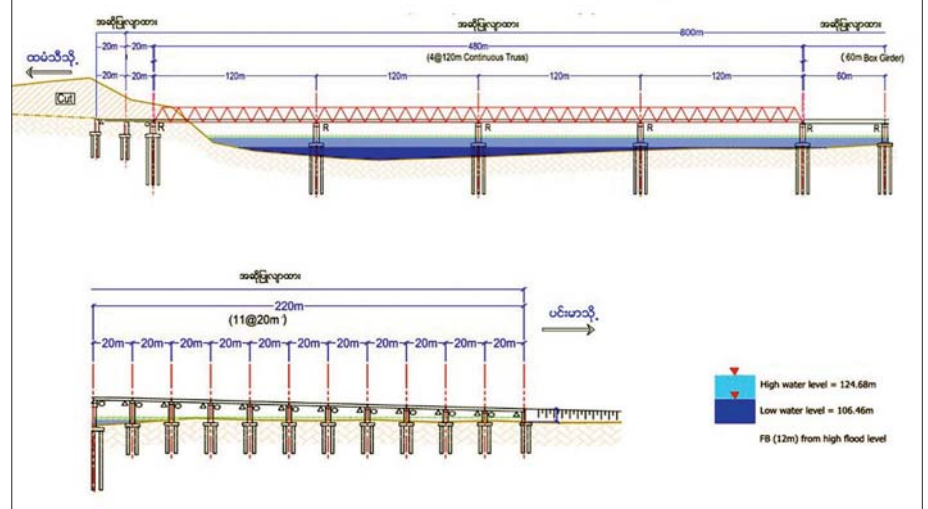 အဆိုပြုလျာထား အဆိုပြုလျာထား အဆိုပြုလျာထား
800m
20m 20m 480m
(4@120m Continuous Truss) (60m Box Girder)
ထမံသီသို့
20m 20m 120m 120m 120m 120m 60m
Cut
R R R R R R
အဆိုပြုလျာထား
220m
(11@20m)
ပင်းမာသို့
20m 20m 20m 20m 20m 20m 20m 20m 20m 20m 20m
High water level = 124.68m
Low water level = 106.46m
FB (12m) from high flood level